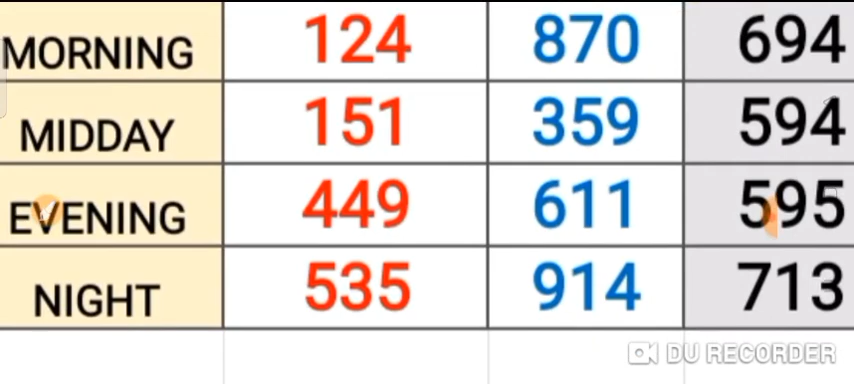 MORNING 124 870 694
MIDDAY 151 359 594
EVENING 449 611 595
NIGHT 535 914 713
DU RECORDER